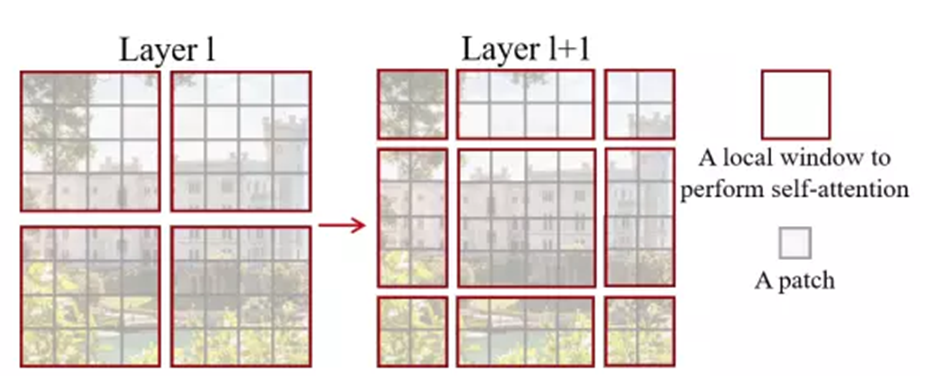 Layer l
Layer l+1
A local window to
perform self-attention
A patch